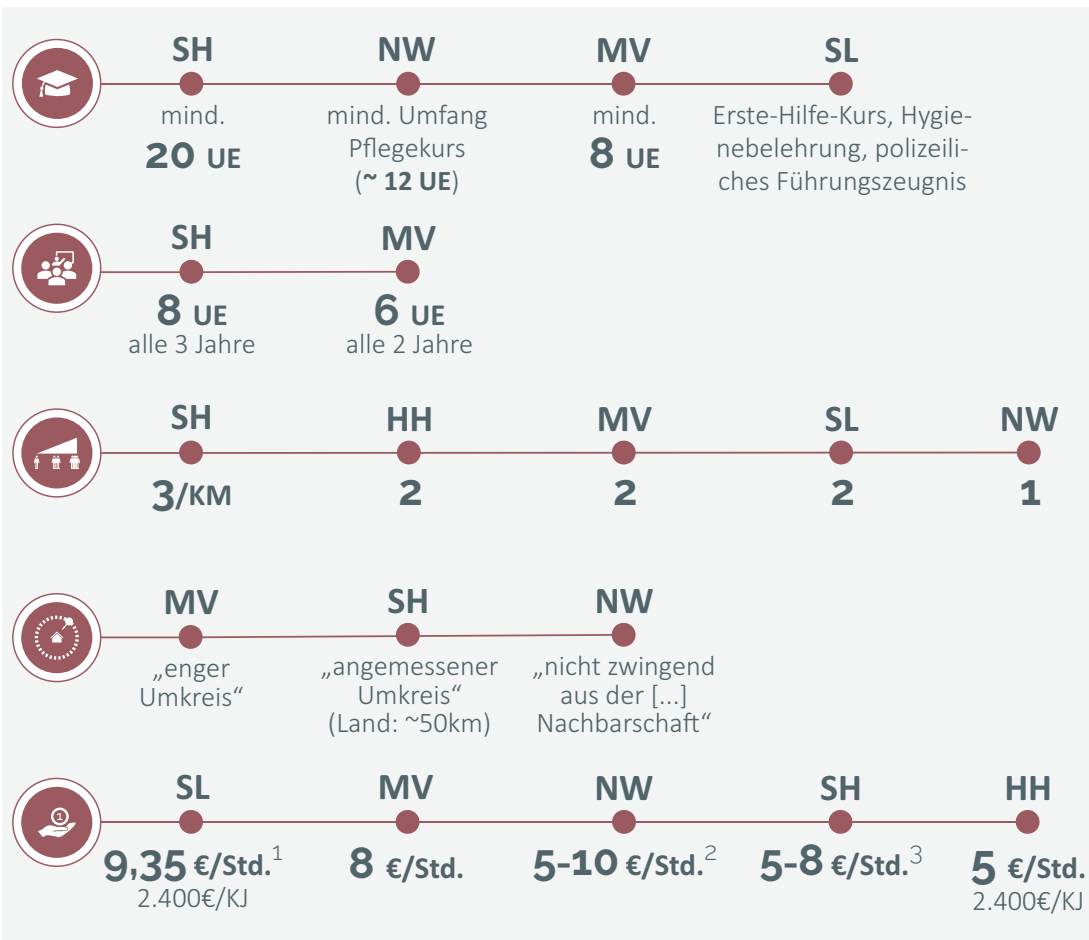 SH NW MV SL
mind. mind. Umfang mind. Erste-Hilfe-Kurs, Hygie-
20 UE Pflegekurs 8 UE nebelehrung, polizeili-
(~ 12 UE) ches Führungszeugnis
SH MV
8 UE 6 UE
alle 3 Jahre alle 2 Jahre
SH HH MV SL NW
3/KM 2 2 2 1
MV SH NW
„enger „angemessener „nicht zwingend
Umkreis“ Umkreis“ aus der [...]
(Land: ~50km) Nachbarschaft“
SL MV NW SH HH
1
9,35 €/Std.1 8 €/Std. 5-10 €/Std.2 5-8 €/Std.3 5 €/Std.
2.400€/KJ 2.400€/KJ